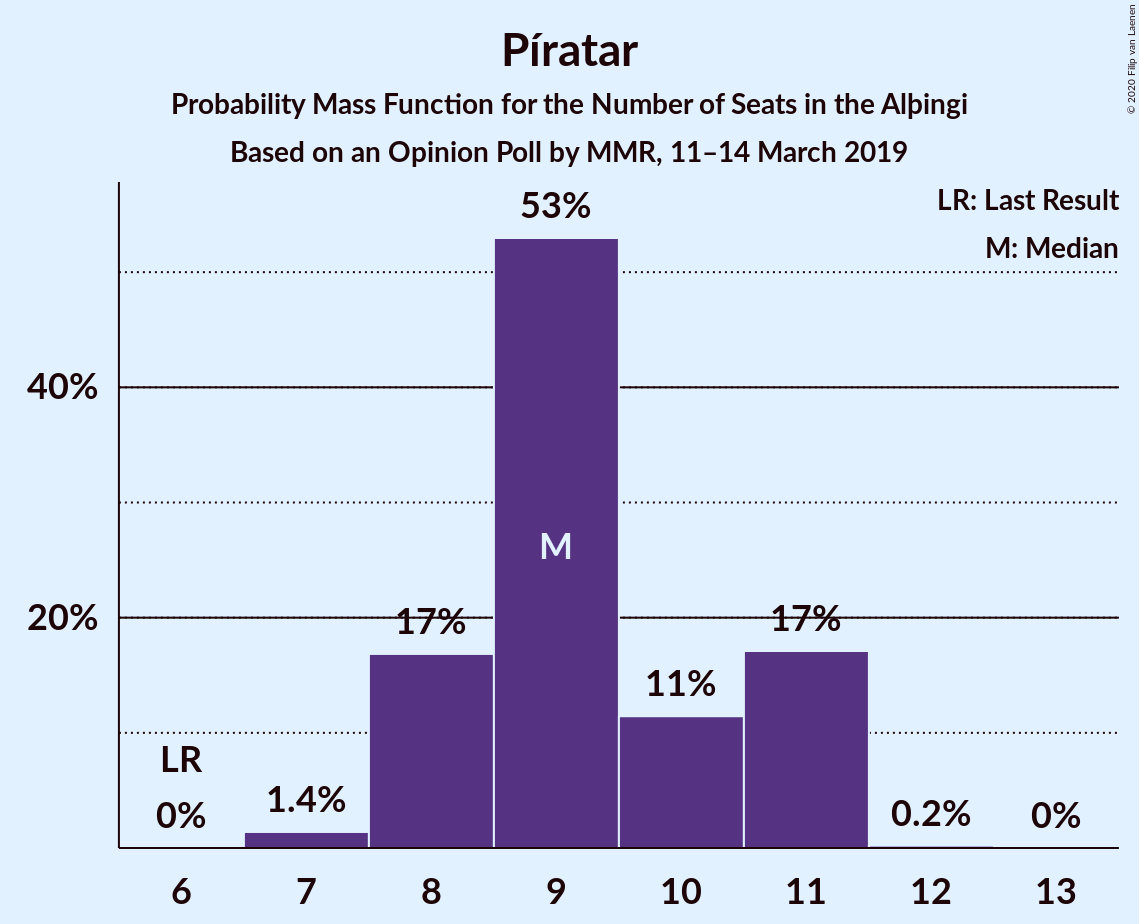 Píratar
Probability Mass Function for the Number of Seats in the Alþingi
Based on an Opinion Poll by MMR, 11–14 March 2019
© 2020 Filip van Laenen
LR: Last Result
M: Median
53%
40%
M
20%
17%
17%
11%
LR
0%
1.4%
0.2%
0%
6 7 8 9 10 11 12 13